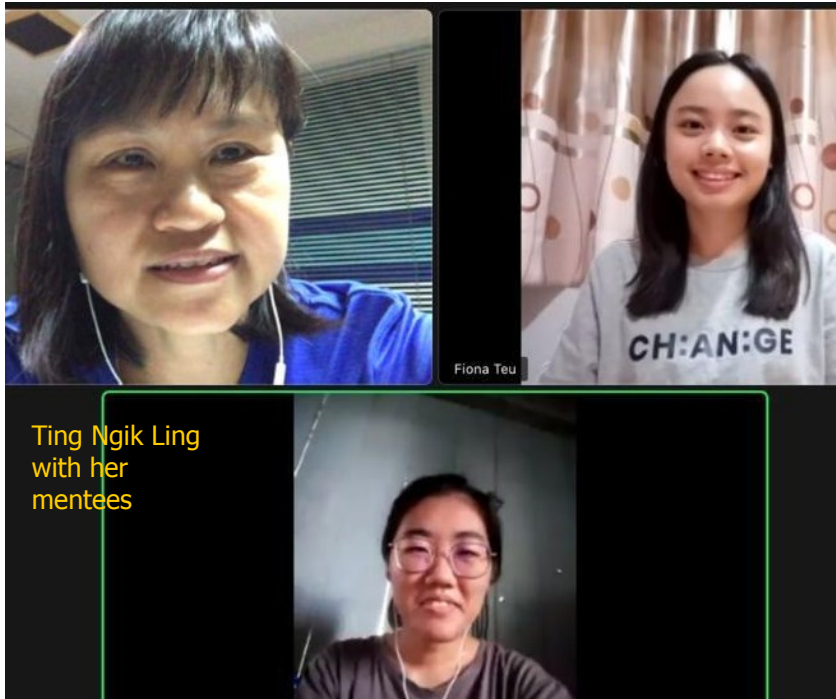 CH:AN:GE
Fiona Teu
Ting Ngik Ling
with her
mentees